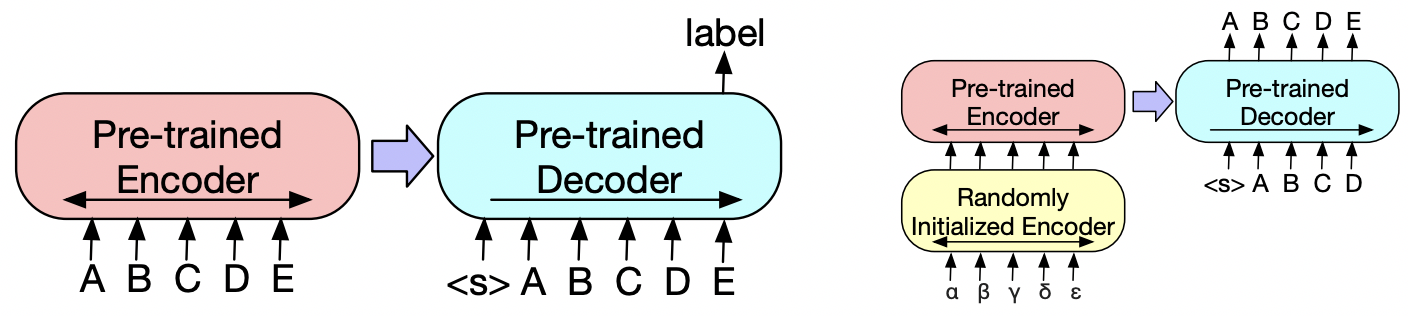 label
Pre-trained
Encoder
Pre-trained
Decoder
A B C D E
<s> A B C D E
A B C D E
Pre-trained
Encoder
Pre-trained
Decoder
<s> A B C D
Randomly
Initialized Encoder
α β γ δ ε